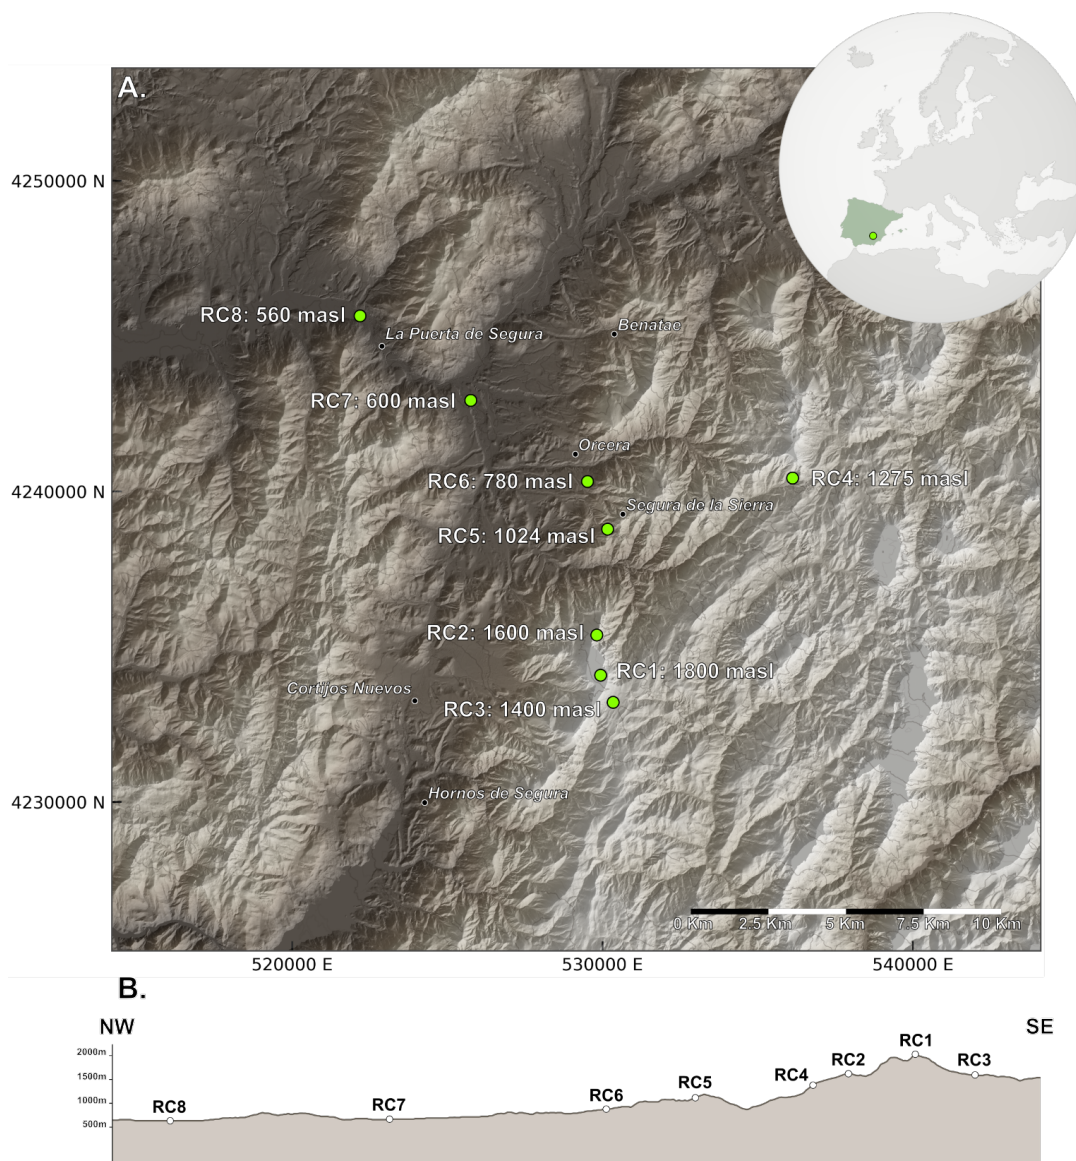 A.
4250000 N
RC8: 560 masl
La Puerta de Segura
Benatae
RC7: 600 masl
Orcera
RC6: 780 masl
RC4: 1275 masl
4240000 N
Segura de la Sierra
RC5: 1024 masl
RC2: 1600 masl
RC1: 1800 masl
Cortijos Nuevos
RC3: 1400 masl
4230000 N
Hornos de Segura
0 Km 2.5 Km 5 Km 7.5 Km 10 Km
520000 E 530000 E 540000 E
B.
NW SE
2000m
1500m
1000m
500m
RC8 RC7 RC6 RC5 RC4 RC2 RC1 RC3